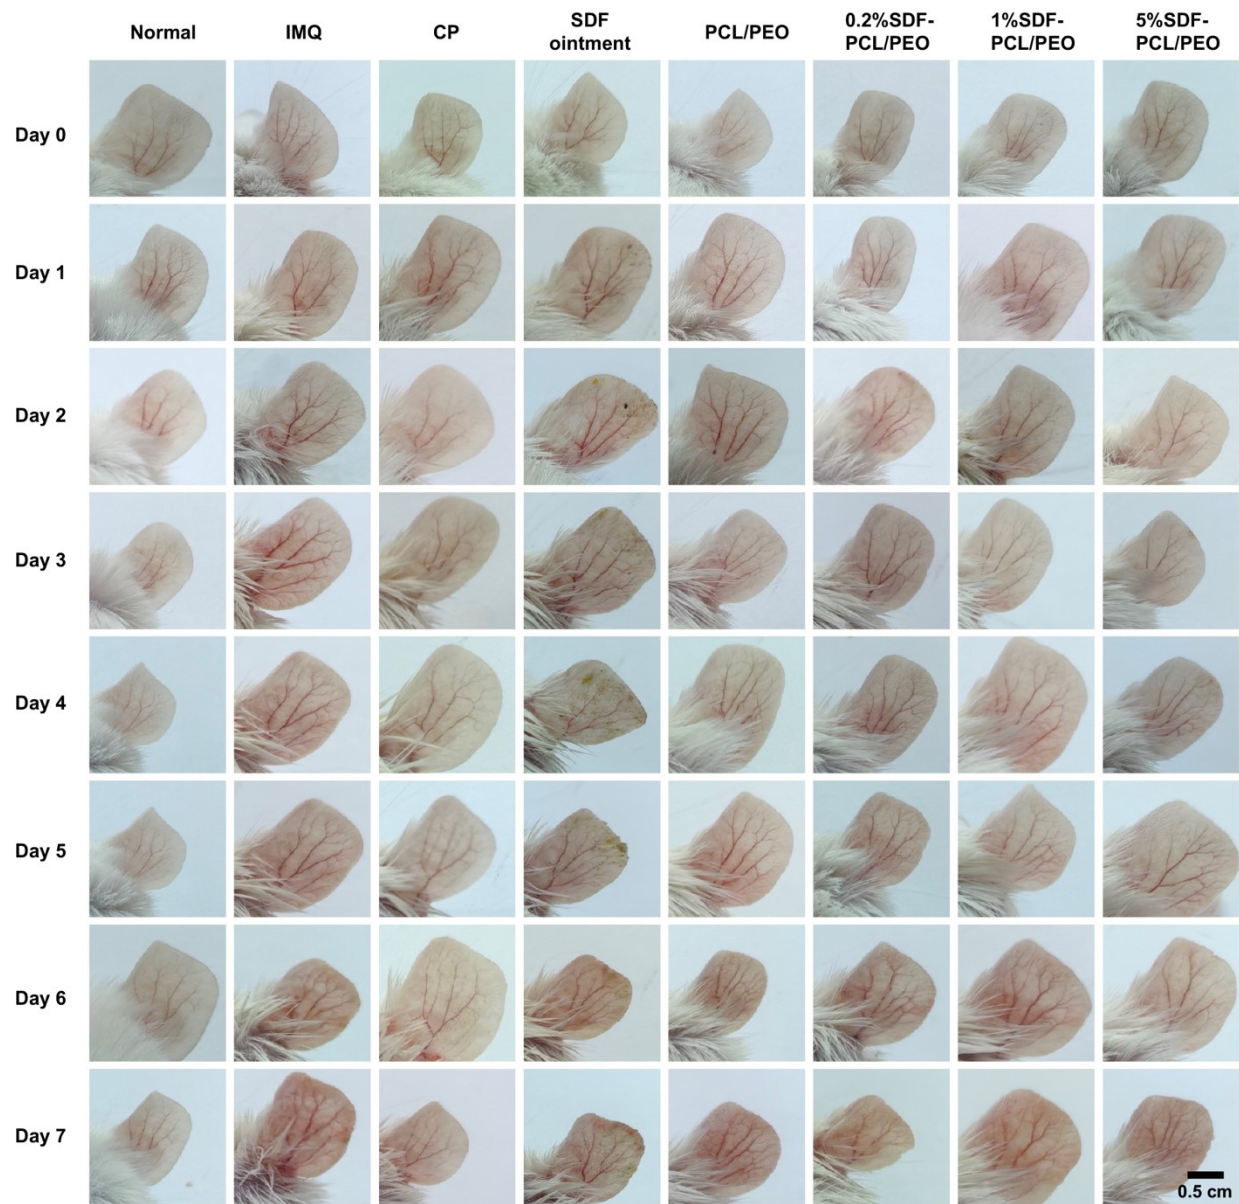 Normal
IMQ
CP
SDF
ointment
PCL/PEO
0.2%SDF-
PCL/PEO
1%SDF-
PCL/PEO
5%SDF-
PCL/PEO
Day 0
Day 1
Day 2
Day 3
Day 4
Day 5
Day 6
Day 7
0.5 cm